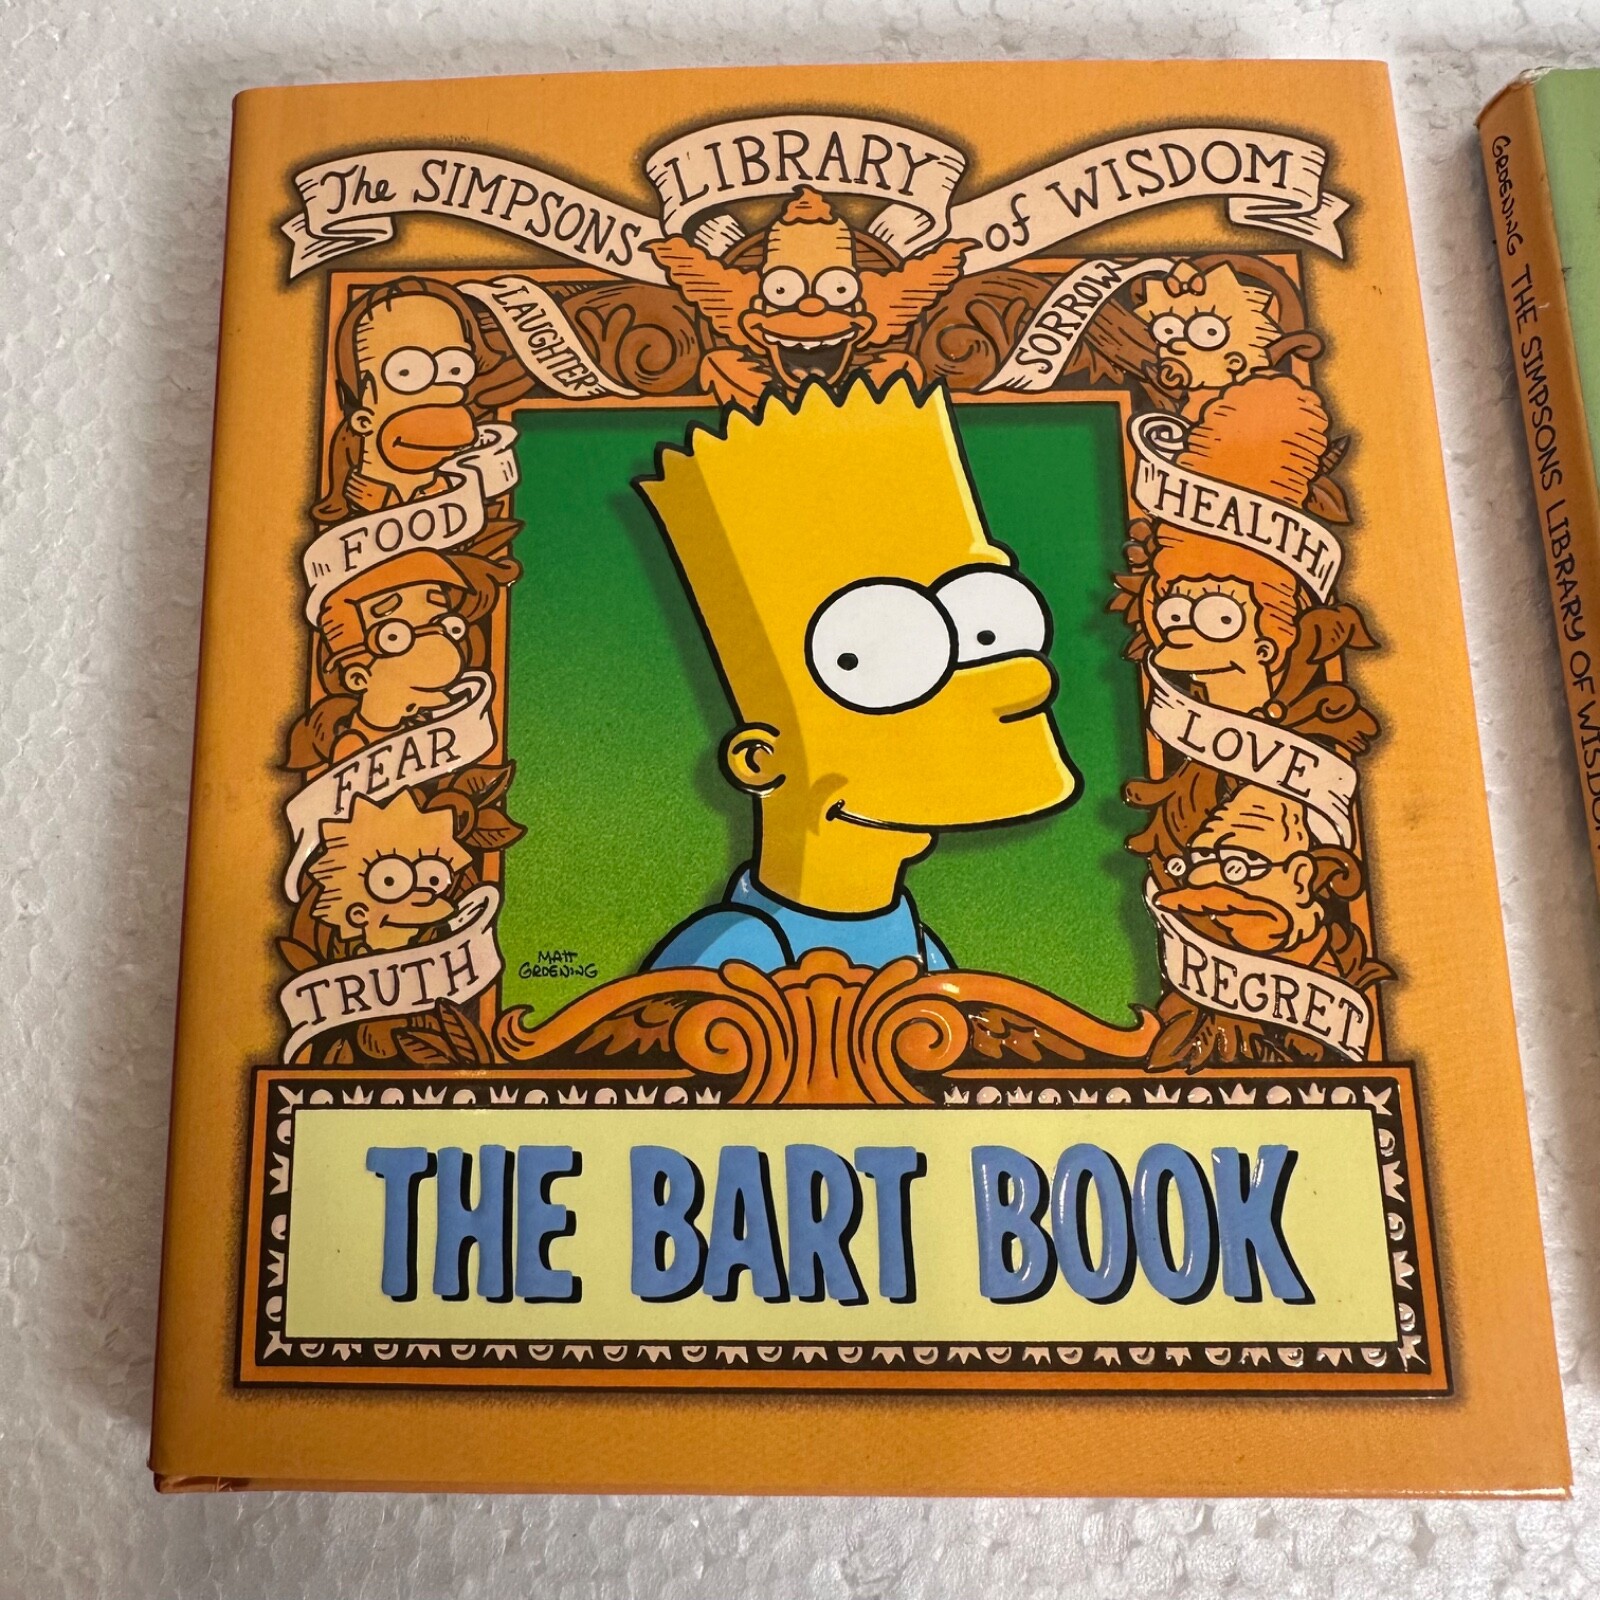 The SIMPSONS LIBRARY of WISDOM
LAUGHTER
SORROW
FOOD
HEALTH
FEAR
LOVE
TRUTH
REGRET
MATT
GROENING
THE BART BOOK
GROENING THE SIMPSONS LIBRARY OF WISDOM